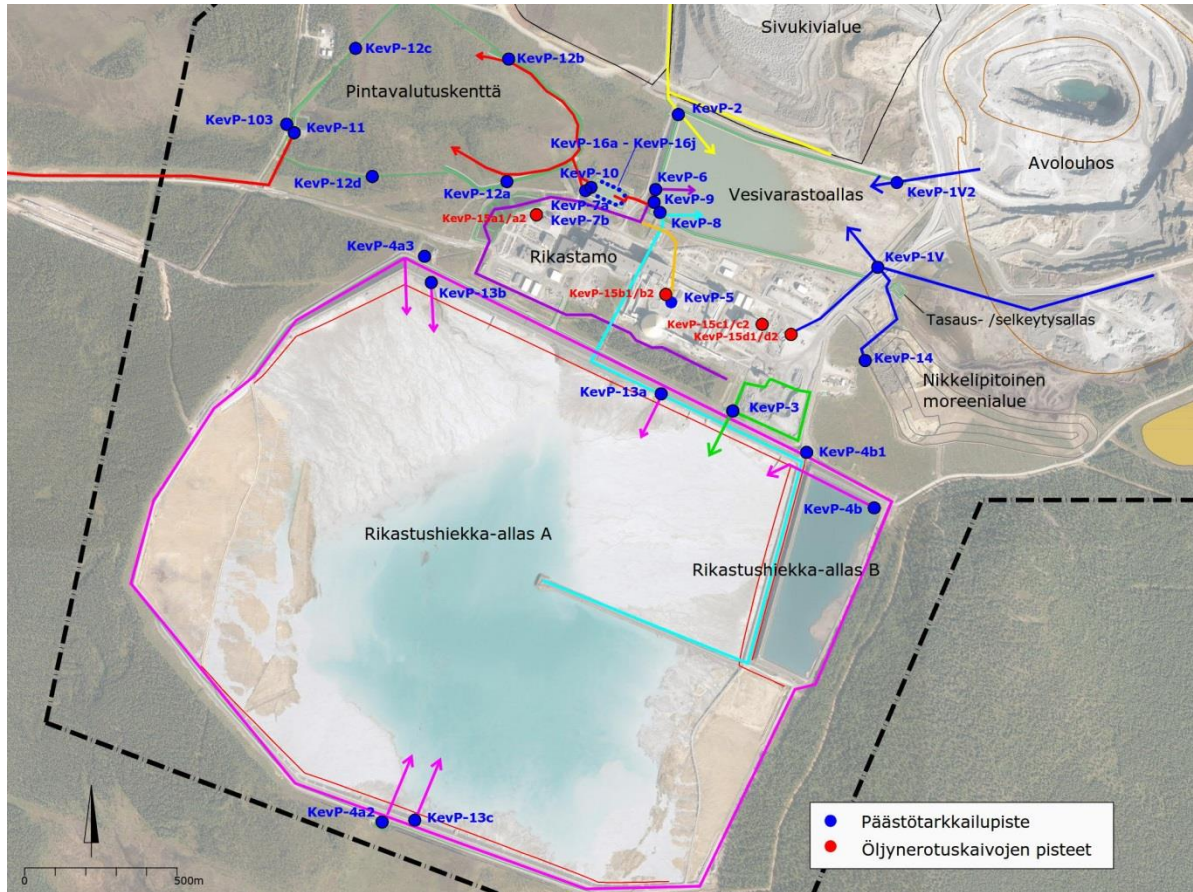 Sivukivialue
KevP-12c
KevP-12b
Pintavalutuskenttä
KevP-2
Avolouhos
KevP-103
KevP-11
KevP-16a - KevP-16j
KevP-12d
KevP-12a
KevP-10
KevP-7a
KevP-7b
KevP-6
KevP-9
KevP-8
Vesivarastoallas
KevP-1V2
KevP-15a1/a2
KevP-4a3
Rikastamo
KevP-1V
KevP-13b
KevP-15b1/b2
KevP-5
KevP-15c1/c2
KevP-15d1/d2
Tasaus- /selkeytysallas
KevP-14
Nikkelipitoinen
moreenialue
KevP-13a
KevP-3
KevP-4b1
KevP-4b
Rikastushiekka-allas A
Rikastushiekka-allas B
KevP-4a2
KevP-13c
Päästötarkkailupiste
Öljynerotuskaivojen pisteet
500m